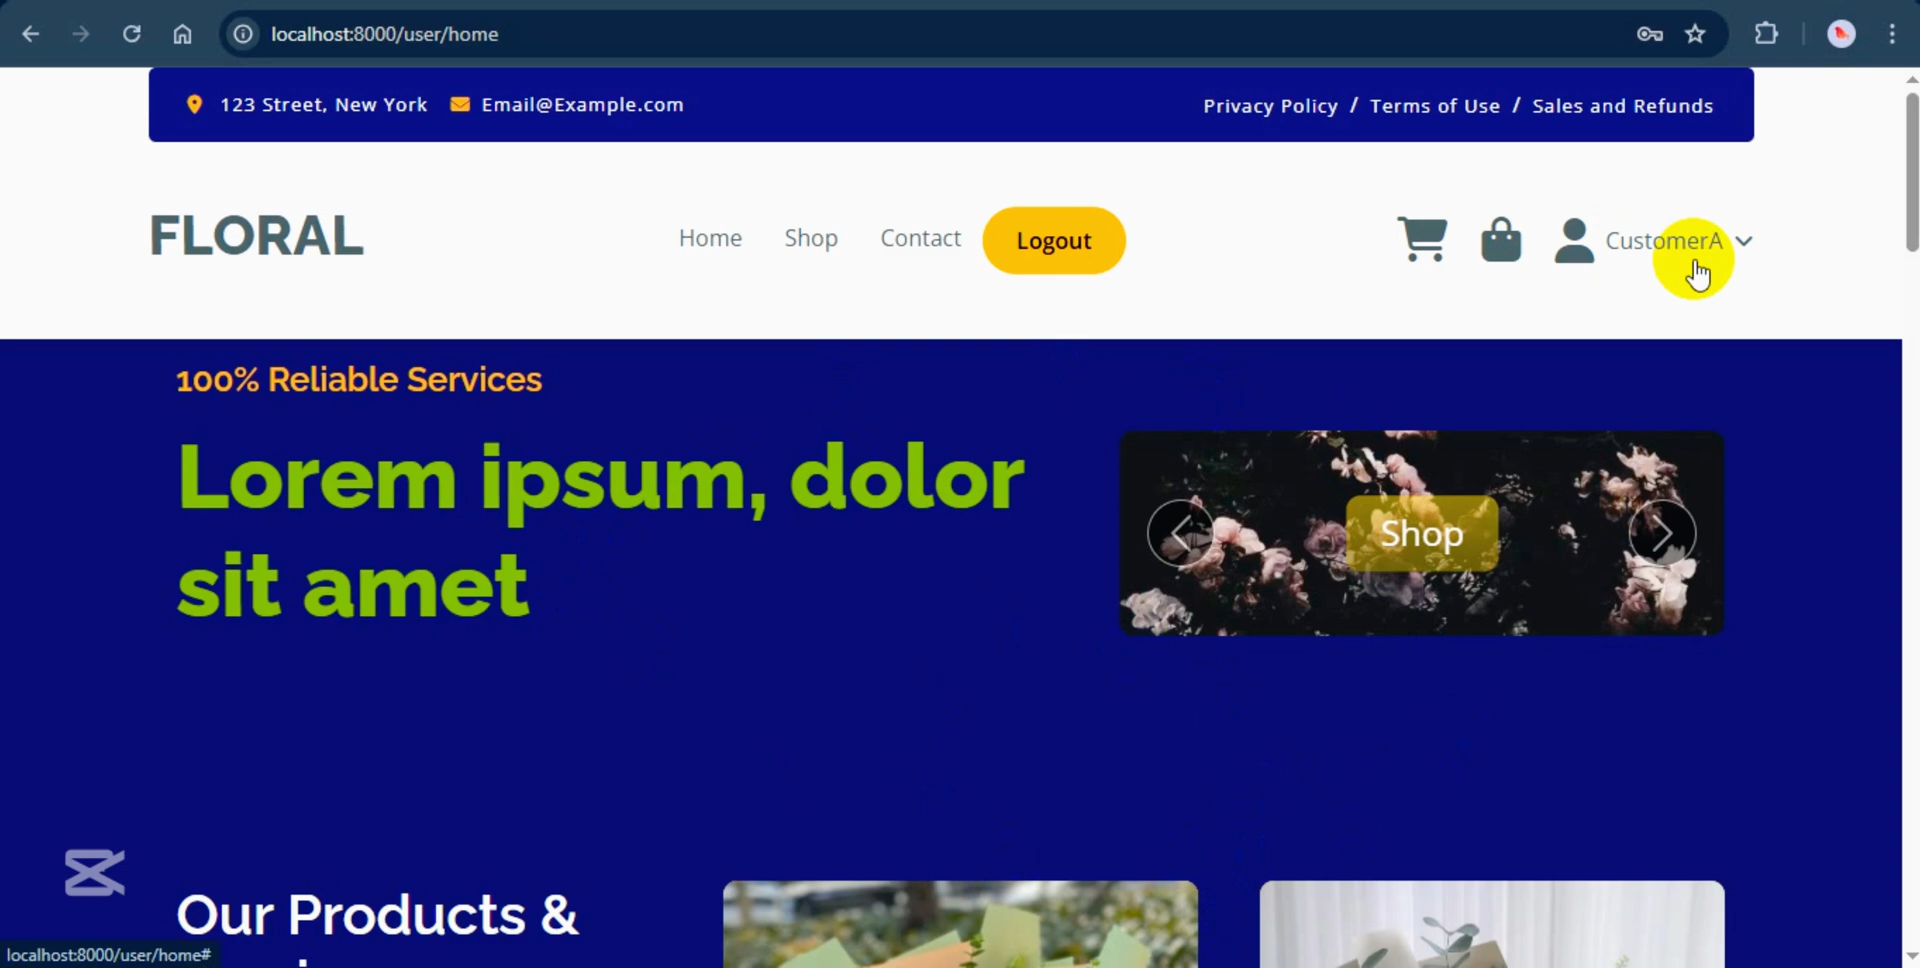 localhost:8000/user/home
123 Street, New York Email@Example.com Privacy Policy / Terms of Use / Sales and Refunds
FLORAL Home Shop Contact Logout CustomerA
100% Reliable Services
Lorem ipsum, dolor
sit amet
Shop
Our Products &
localhost:8000/user/home#